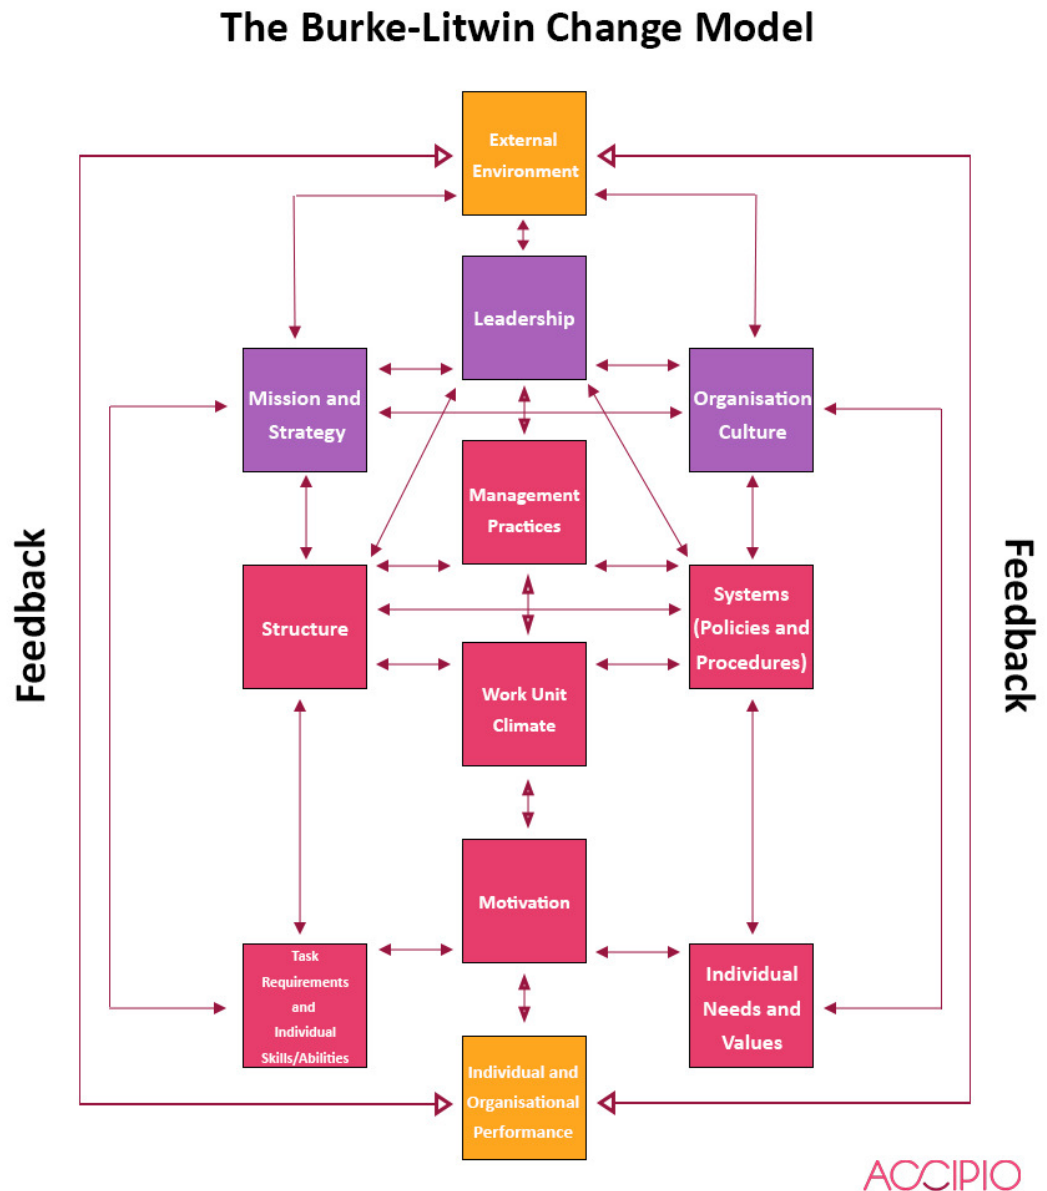 The Burke-Litwin Change Model
External
Environment
Leadership
Mission and
Strategy
Organisation
Culture
Management
Practices
Feedback
Feedback
Structure
Systems
(Policies and
Procedures)
Work Unit
Climate
Motivation
Task
Requirements
and
Individual
Skills/Abilities
Individual
Needs and
Values
Individual and
Organisational
Performance
ACCIPIO